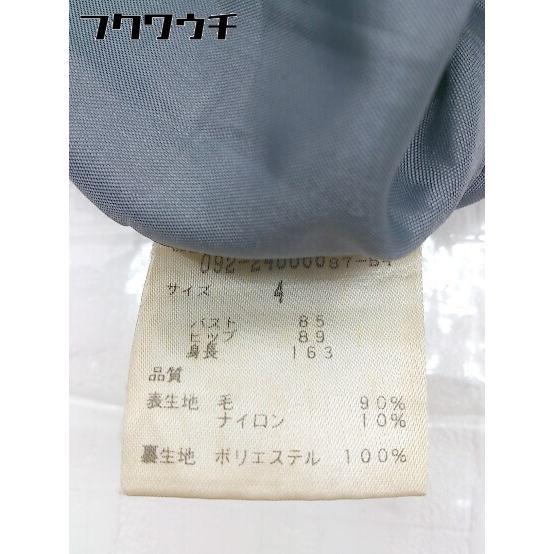 フクワウチ
サイズ 4
バスト 85
ヒップ 89
身長 163
品質
表生地 毛 90%
ナイロン 10%
裏生地 ポリエステル 100%